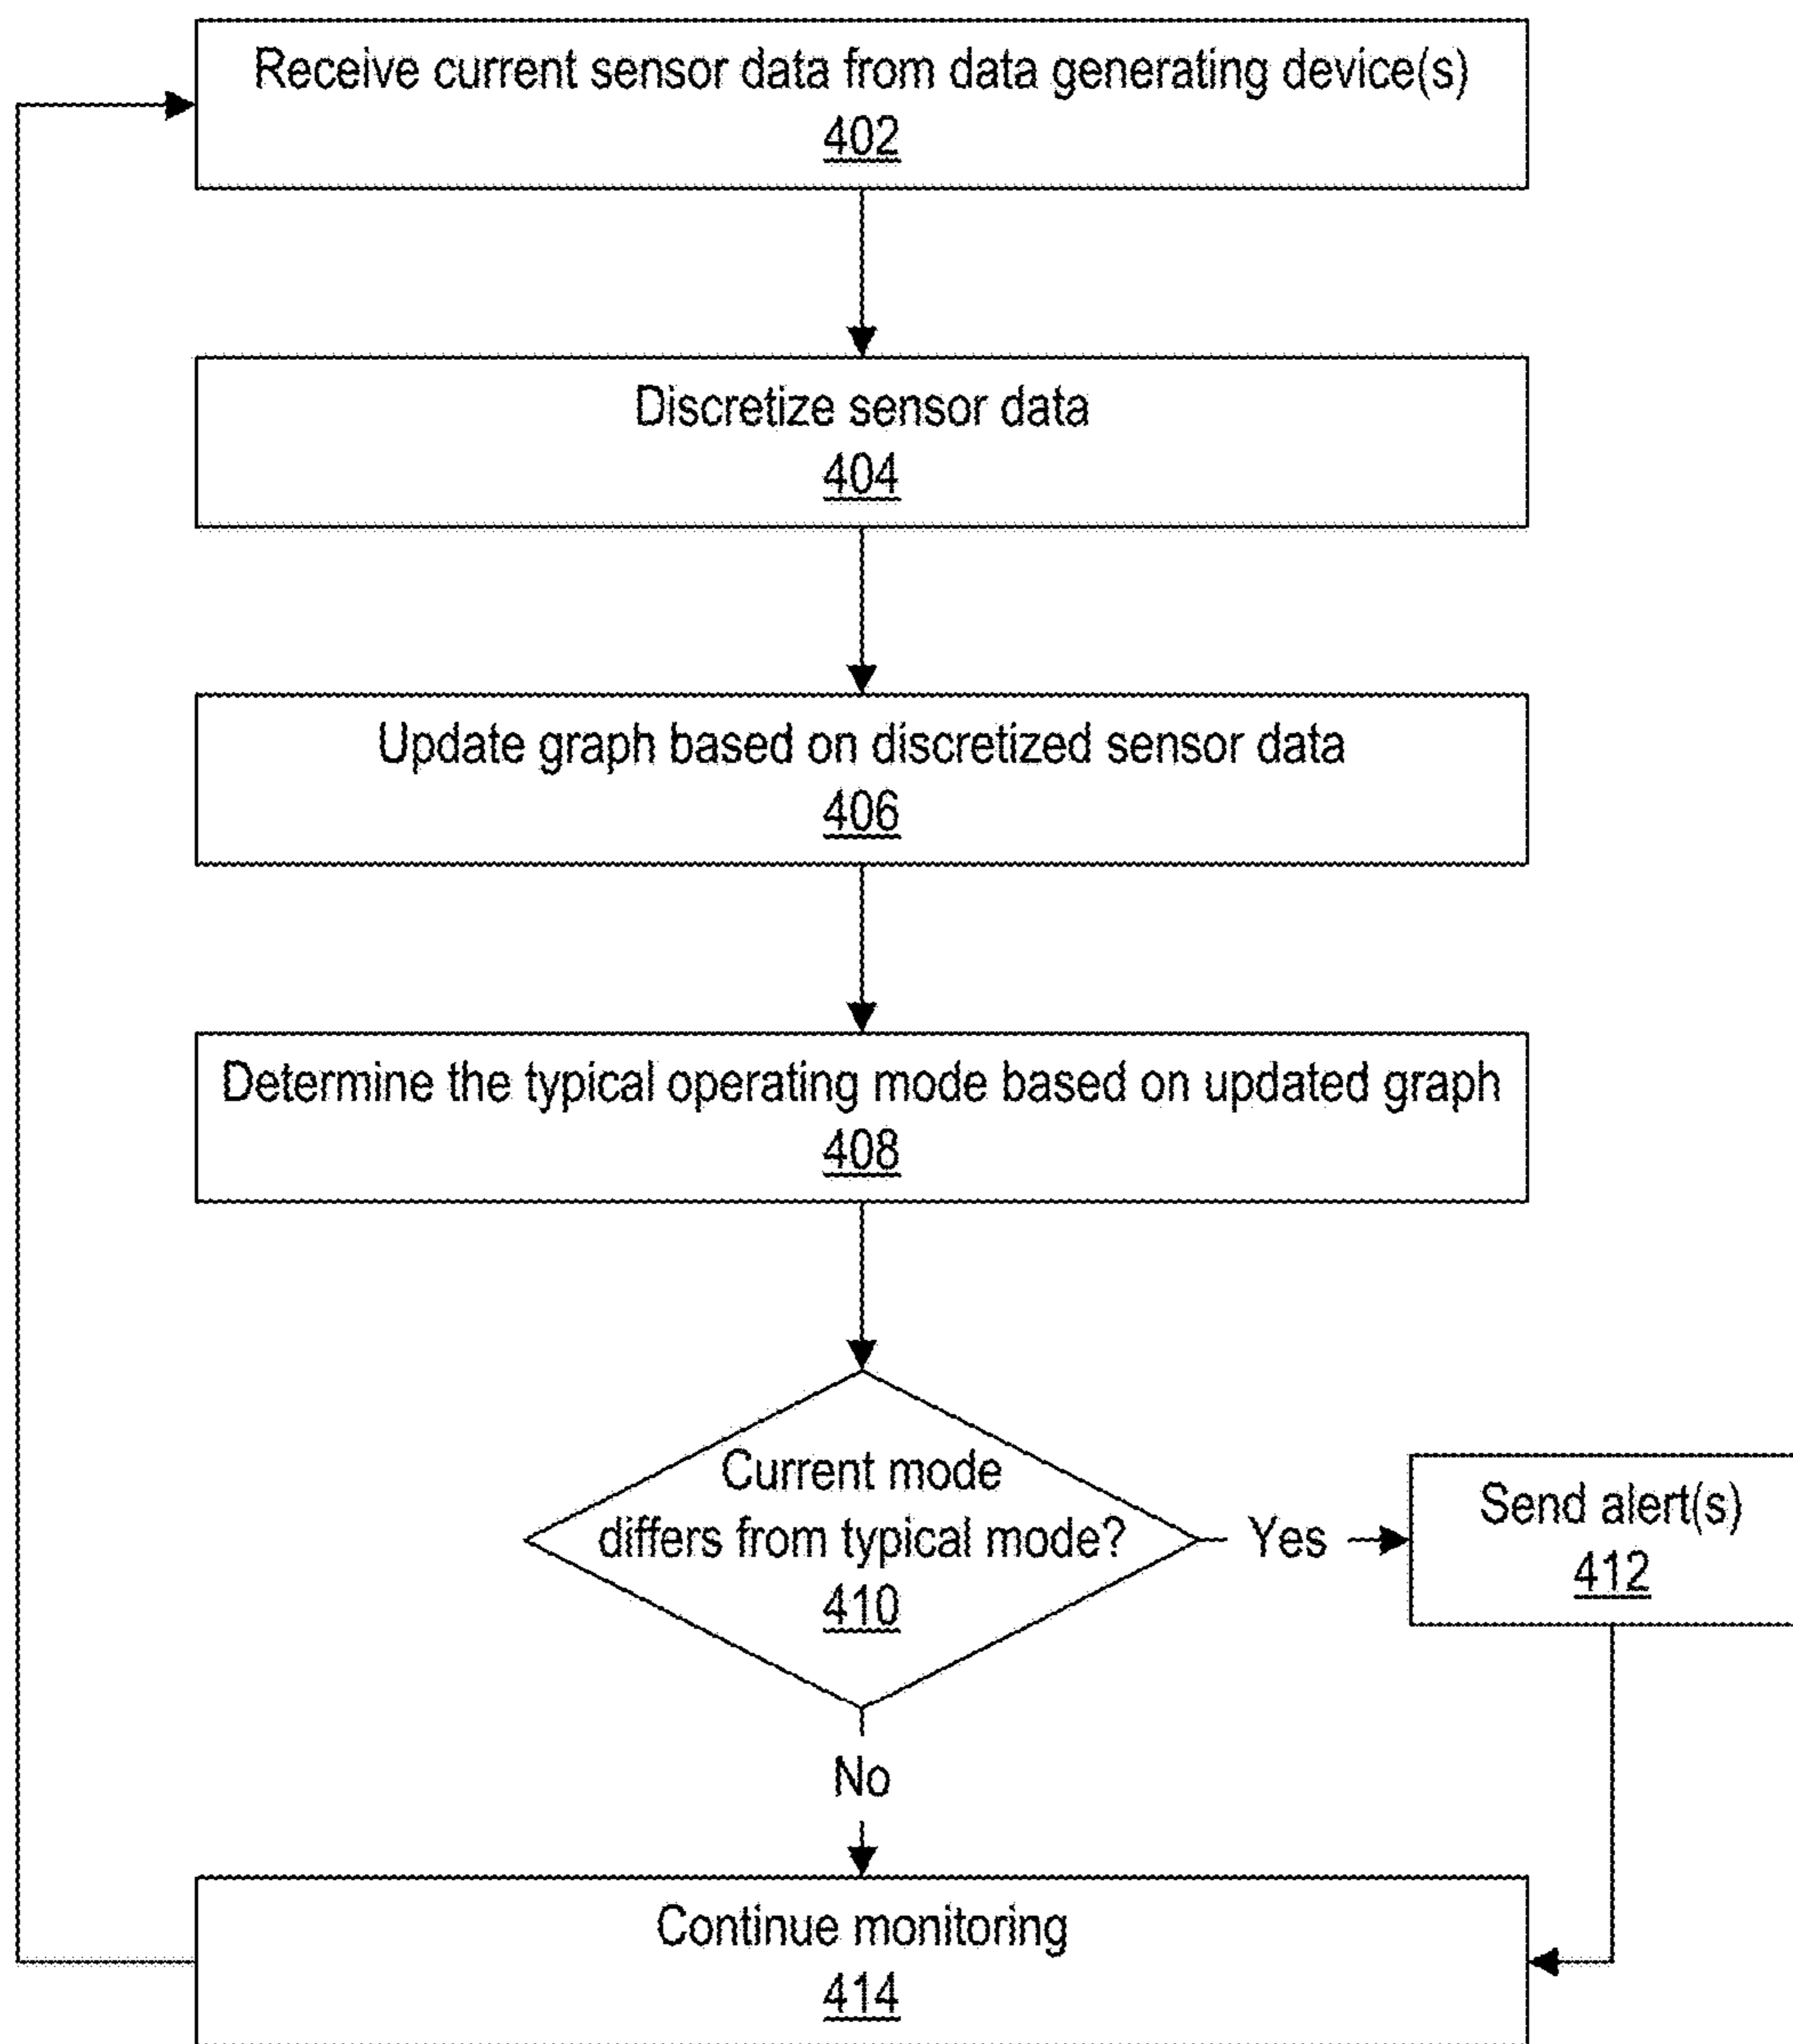 Receive current sensor data from data generating device(s)
402
Discretize sensor data
404
Update graph based on discretized sensor data
406
Determine the typical operating mode based on updated graph
408
Current mode
differs from typical mode?
410
Yes
Send alert(s)
412
No
Continue monitoring
414